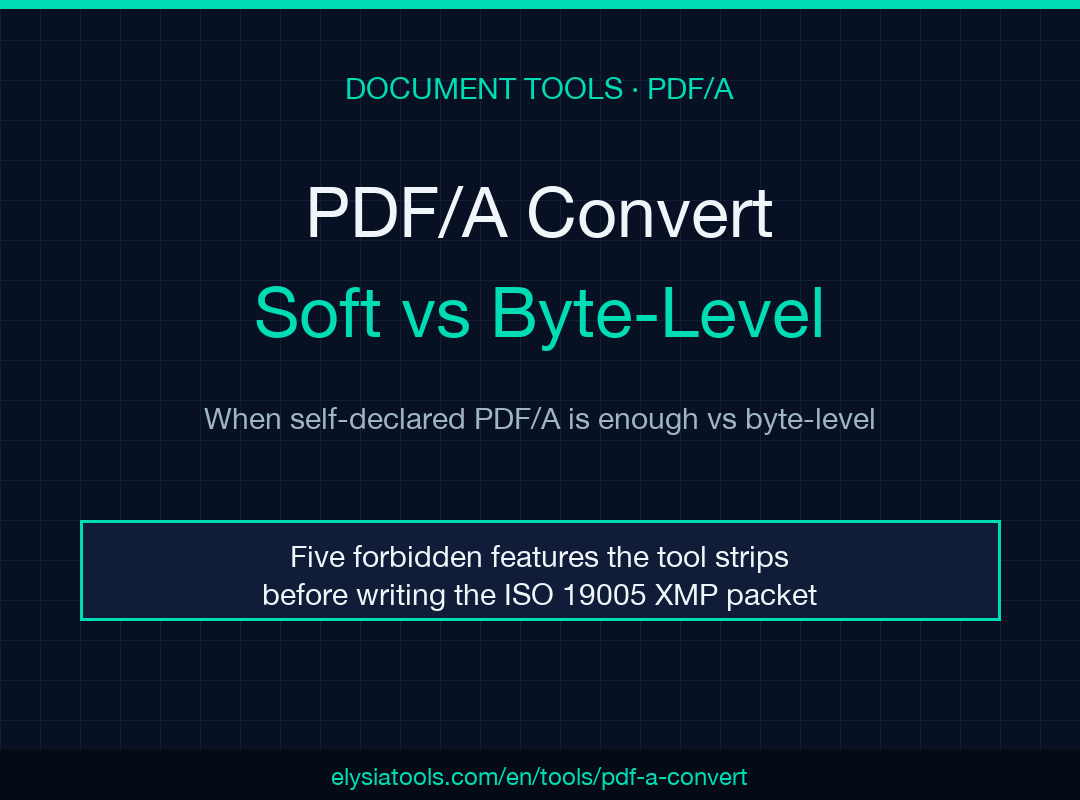 DOCUMENT TOOLS · PDF/A
PDF/A Convert
Soft vs Byte-Level
When self-declared PDF/A is enough vs byte-level
Five forbidden features the tool strips
before writing the ISO 19005 XMP packet
elysiatools.com/en/tools/pdf-a-convert